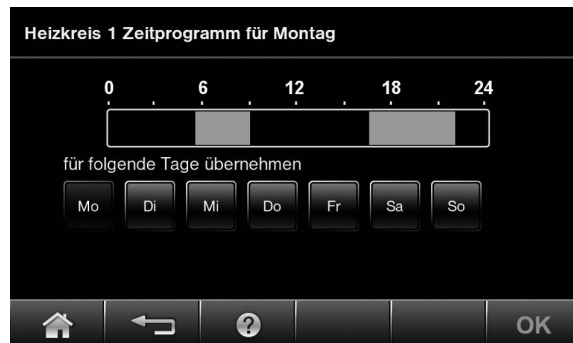 Heizkreis 1 Zeitprogramm für Montag
0 6 12 18 24
für folgende Tage übernehmen
Mo Di Mi Do Fr Sa So
? OK